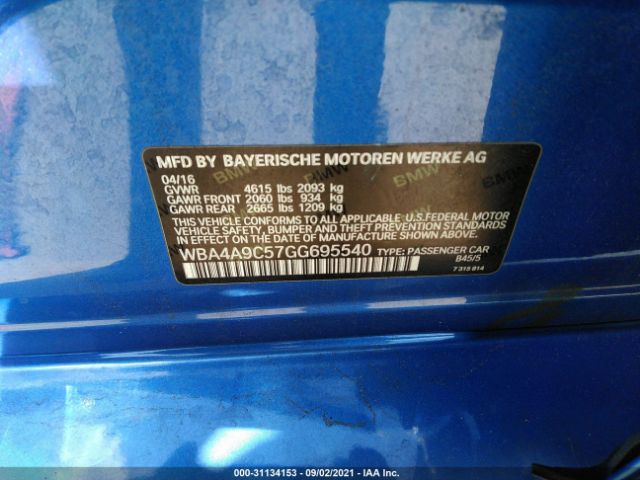 MFD BY BAYERISCHE MOTOREN WERKE AG
04/16
GVWR 4615 lbs 2093 kg
GAWR FRONT 2060 lbs 934 kg
GAWR REAR 2665 lbs 1209 kg
THIS VEHICLE CONFORMS TO ALL APPLICABLE U.S.FEDERAL MOTOR
VEHICLE SAFETY, BUMPER AND THEFT PREVENTION STANDARDS
IN EFFECT ON THE DATE OF MANUFACTURE SHOWN ABOVE.
WBA4A9C57GG695540 TYPE: PASSENGER CAR
B45/5
7 315 814
BMW BMW BMW
000-31134153 - 09/02/2021 - IAA Inc.